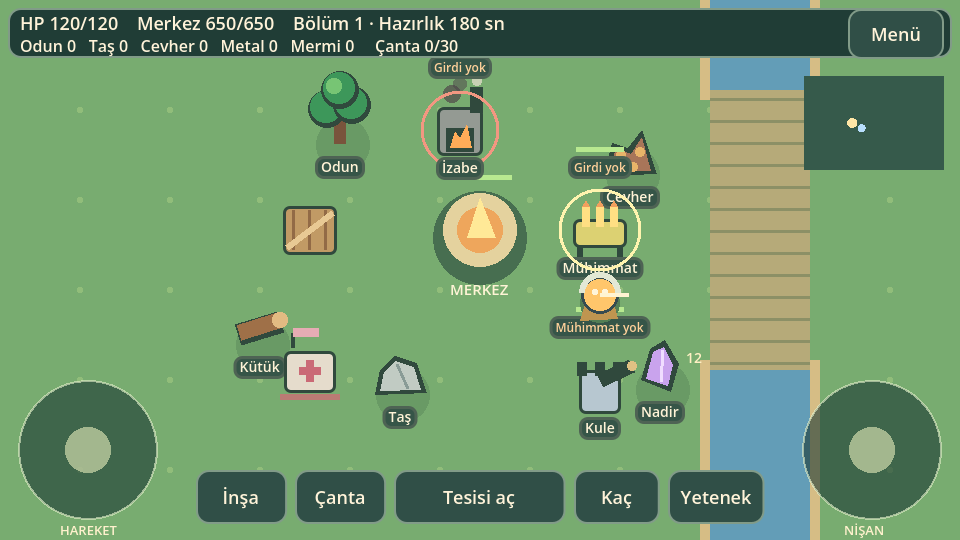 HP 120/120 Merkez 650/650 Bölüm 1 · Hazırlık 180 sn
Odun 0 Taş 0 Cevher 0 Metal 0 Mermi 0 Çanta 0/30
Menü
Girdi yok
Odun
İzabe
Girdi yok
Cevher
Mühimmat
MERKEZ
Mühimmat yok
12
Kütük
Taş
Nadir
Kule
İnşa
Çanta
Tesisi aç
Kaç
Yetenek
HAREKET
NİŞAN